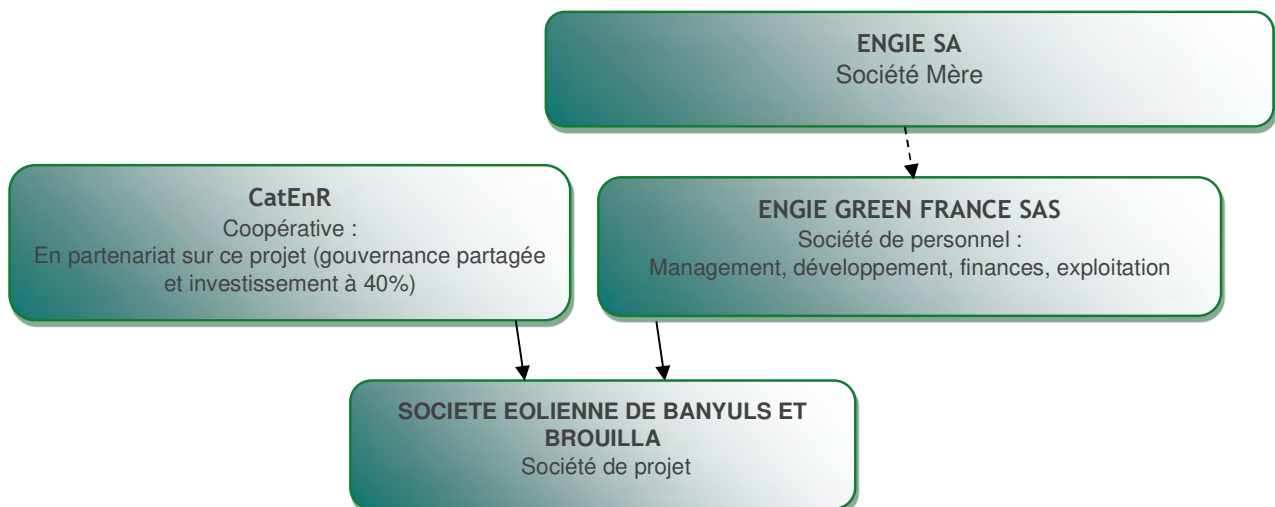 ENGIE SA
Société Mère
CatEnR
Coopérative :
En partenariat sur ce projet (gouvernance partagée
et investissement à 40%)
ENGIE GREEN FRANCE SAS
Société de personnel :
Management, développement, finances, exploitation
SOCIETE EOLIENNE DE BANYULS ET
BROUILLA
Société de projet